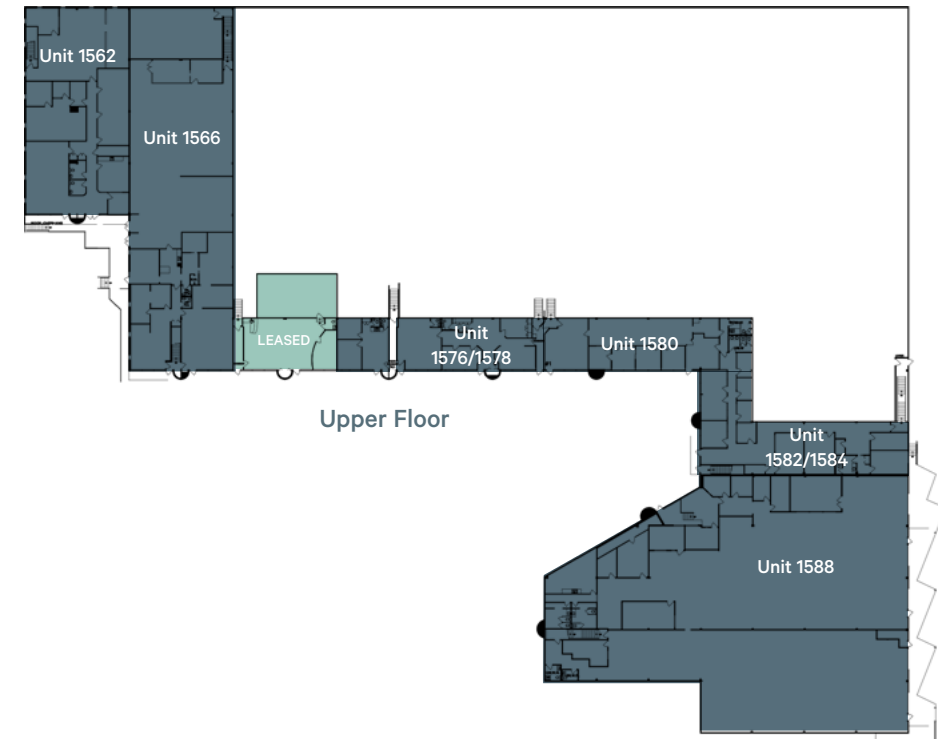 Unit 1562
Unit 1566
LEASED
Unit
1576/1578
Unit 1580
Upper Floor
Unit
1582/1584
Unit 1588